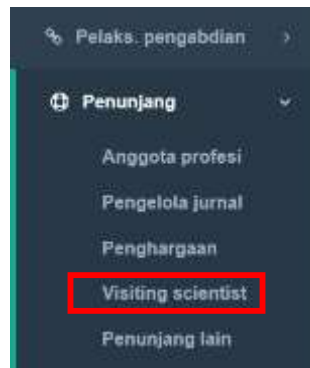 Pelaks. pengabdian
Penunjang
Anggota profesi
Pengelola jurnal
Penghargaan
Visiting scientist
Penunjang lain